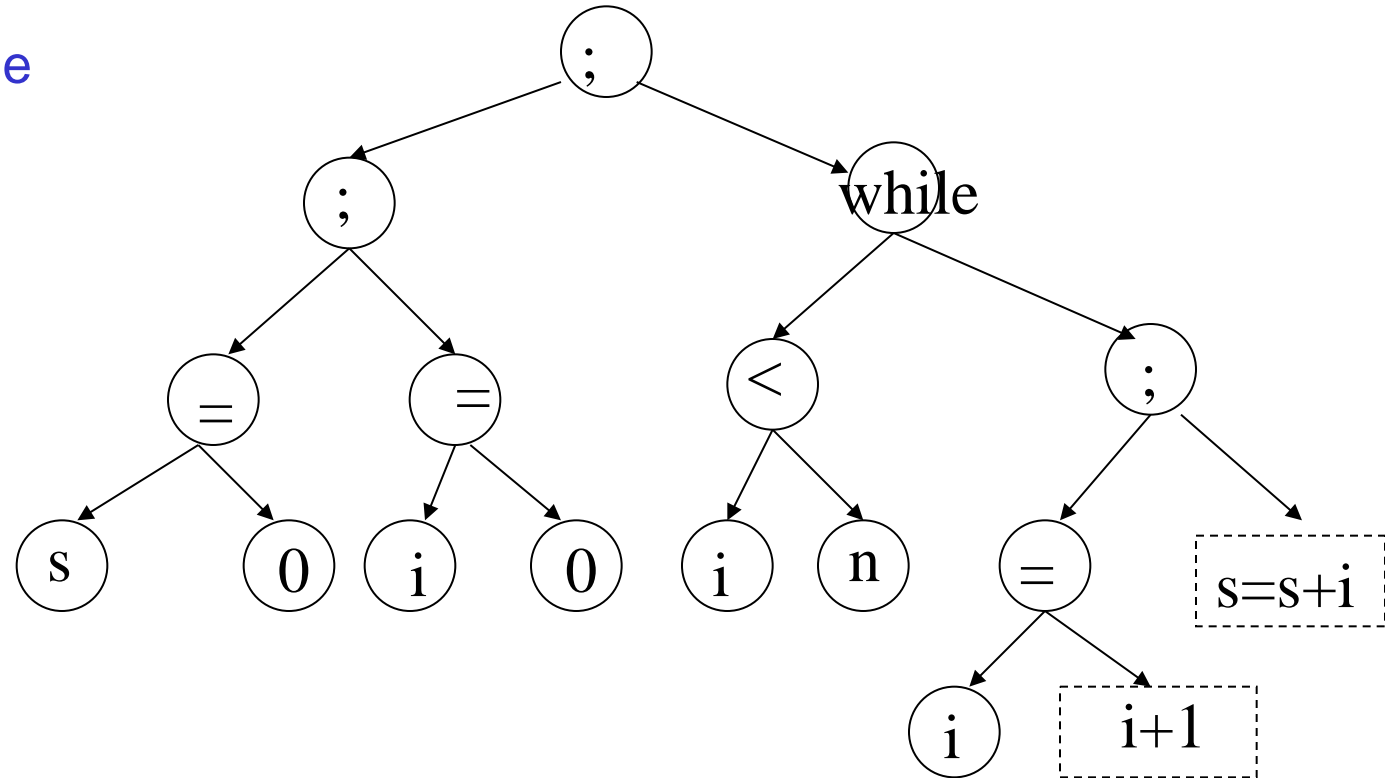 e
;
;
while
=
=
<
;
s
0
i
0
i
n
=
s=s+i
i
i+1